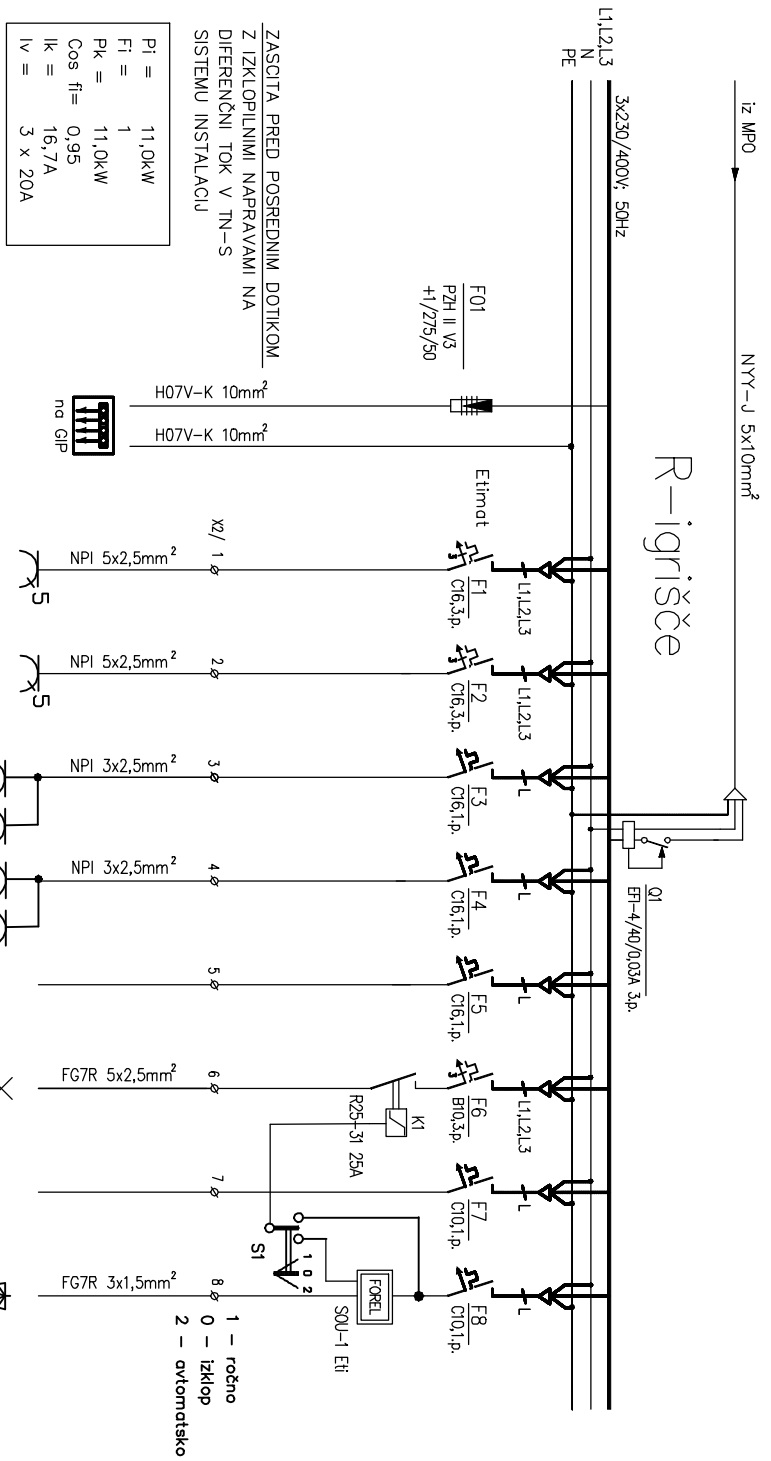 iz MPO
NYY-J 5x10mm²
R-igrišče
L1,L2,L3
N
PE
3x230/400V; 50Hz
Q1
EFI-4/40/0,03A 3.p.
F01
PZH II V3
+1/275/50
Etimat
L1,L2,L3
F1
C16,3.p.
L1,L2,L3
F2
C16,3.p.
L
F3
C16,1.p.
L
F4
C16,1.p.
L
F5
C16,1.p.
L1,L2,L3
F6
B10,3.p.
L
F7
C10,1.p.
L
F8
C10,1.p.
K1
R25-31 25A
FOREL
SOU-1 Eti
S1
1
0
2
1 - ročno
0 - izklop
2 - avtomatsko
X2/ 1
2
3
4
5
6
7
8
H07V-K 10mm²
H07V-K 10mm²
NPI 5x2,5mm²
NPI 5x2,5mm²
NPI 3x2,5mm²
NPI 3x2,5mm²
FG7R 5x2,5mm²
FG7R 3x1,5mm²
na GIP
5
5
ZASCITA PRED POSREDNIM DOTIKOM
Z IZKLOPILNIMI NAPRAVAMI NA
DIFERENČNI TOK V TN-S
SISTEMU INSTALACIJ
Pi = 11,0kW
Fi = 1
Pk = 11,0kW
Cos fi= 0,95
Ik = 16,7A
Iv = 3 x 20A